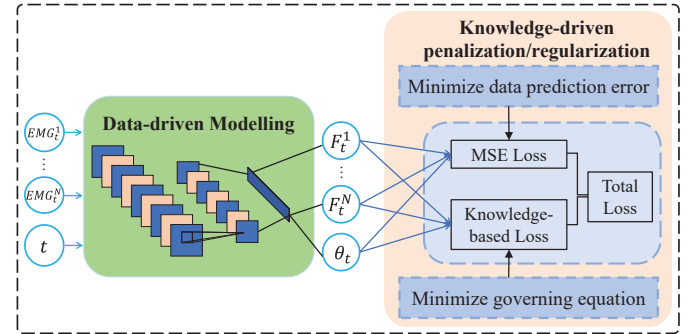 Knowledge-driven
penalization/regularization
Minimize data prediction error
Data-driven Modelling
EMG_t^1
⋮
EMG_t^N
t
F_t^1
⋮
F_t^N
θ_t
MSE Loss
Knowledge-
based Loss
Total
Loss
Minimize governing equation